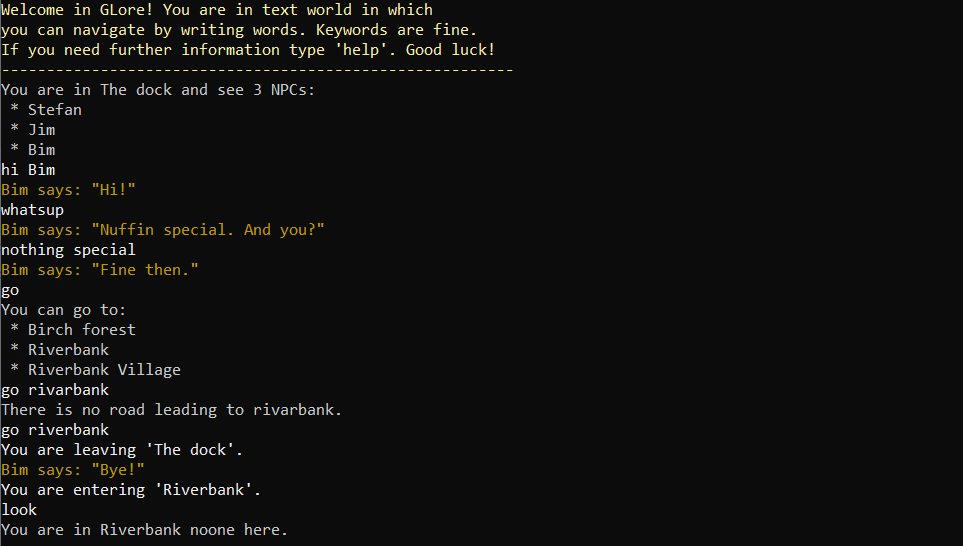 Welcome in GLore! You are in text world in which
you can navigate by writing words. Keywords are fine.
If you need further information type 'help'. Good luck!
---------------------------------------------------------
You are in The dock and see 3 NPCs:
* Stefan
* Jim
* Bim
hi Bim
Bim says: "Hi!"
whatsup
Bim says: "Nuffin special. And you?"
nothing special
Bim says: "Fine then."
go
You can go to:
* Birch forest
* Riverbank
* Riverbank Village
go rivarbank
There is no road leading to rivarbank.
go riverbank
You are leaving 'The dock'.
Bim says: "Bye!"
You are entering 'Riverbank'.
look
You are in Riverbank noone here.